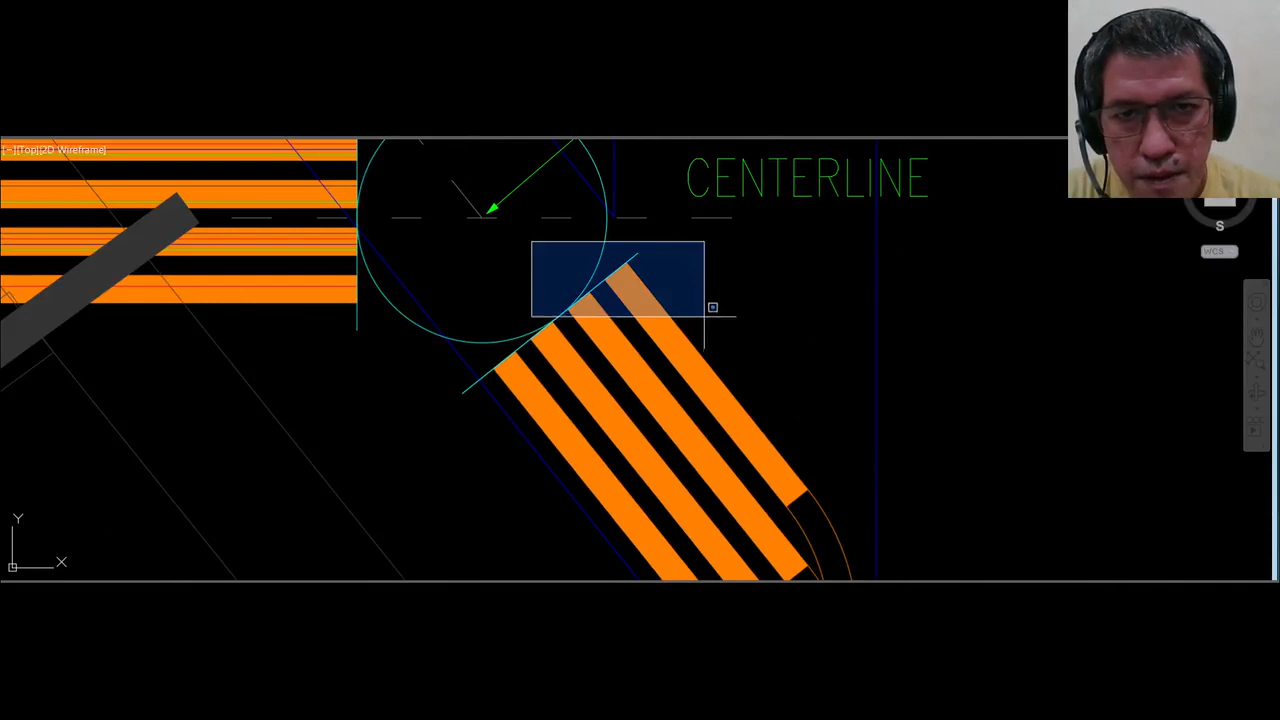 [−][Top][2D Wireframe]
CENTERLINE
S
WCS
Y
X